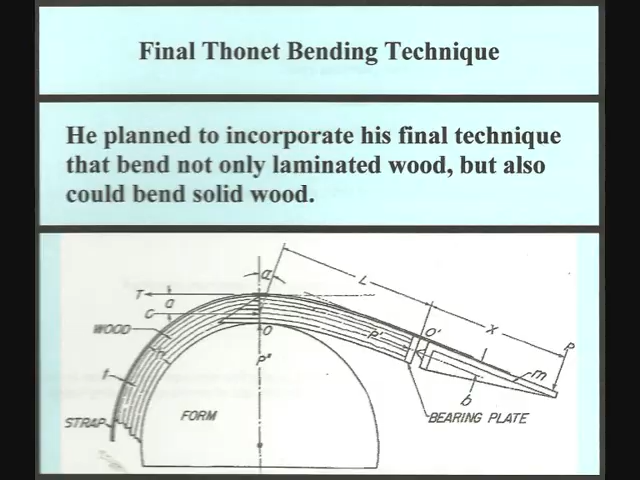 Final Thonet Bending Technique
He planned to incorporate his final technique
that bend not only laminated wood, but also
could bend solid wood.
α
L
T
a
C
X
P
WOOD
O
P'
O'
P"
m
t
b
STRAP
FORM
BEARING PLATE